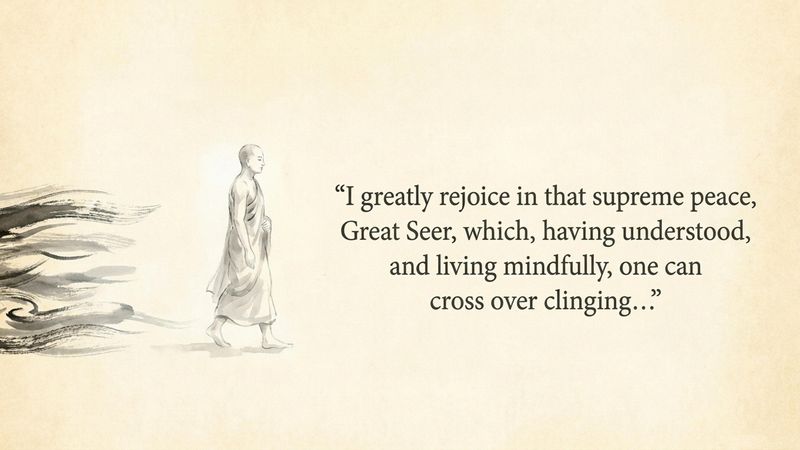 “I greatly rejoice in that supreme peace,
Great Seer, which, having understood,
and living mindfully, one can
cross over clinging…”